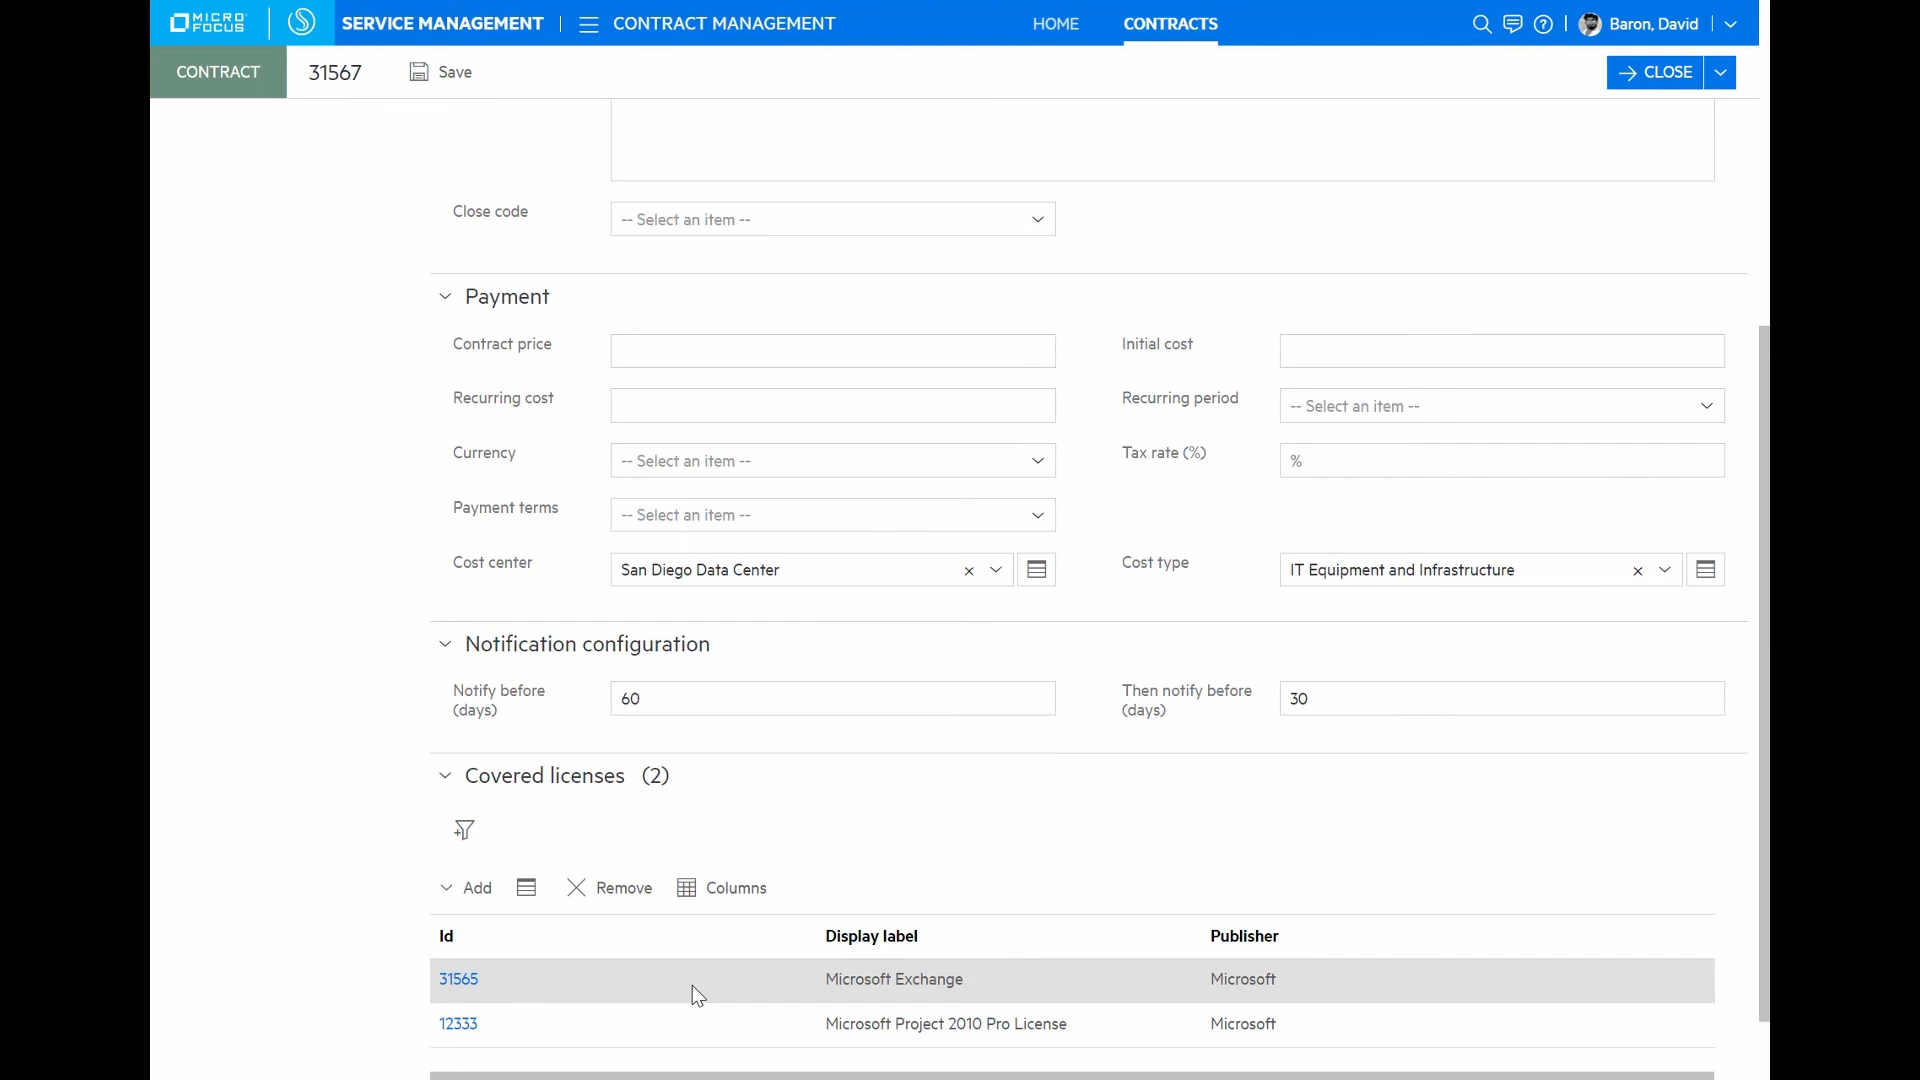 MICRO FOCUS SERVICE MANAGEMENT CONTRACT MANAGEMENT HOME CONTRACTS Baron, David
CONTRACT 31567 Save CLOSE
Close code -- Select an item --
Payment
Contract price Initial cost
Recurring cost Recurring period -- Select an item --
Currency -- Select an item -- Tax rate (%) %
Payment terms -- Select an item --
Cost center San Diego Data Center Cost type IT Equipment and Infrastructure
Notification configuration
Notify before (days) 60 Then notify before (days) 30
Covered licenses (2)
Add Remove Columns
Id Display label Publisher
31565 Microsoft Exchange Microsoft
12333 Microsoft Project 2010 Pro License Microsoft